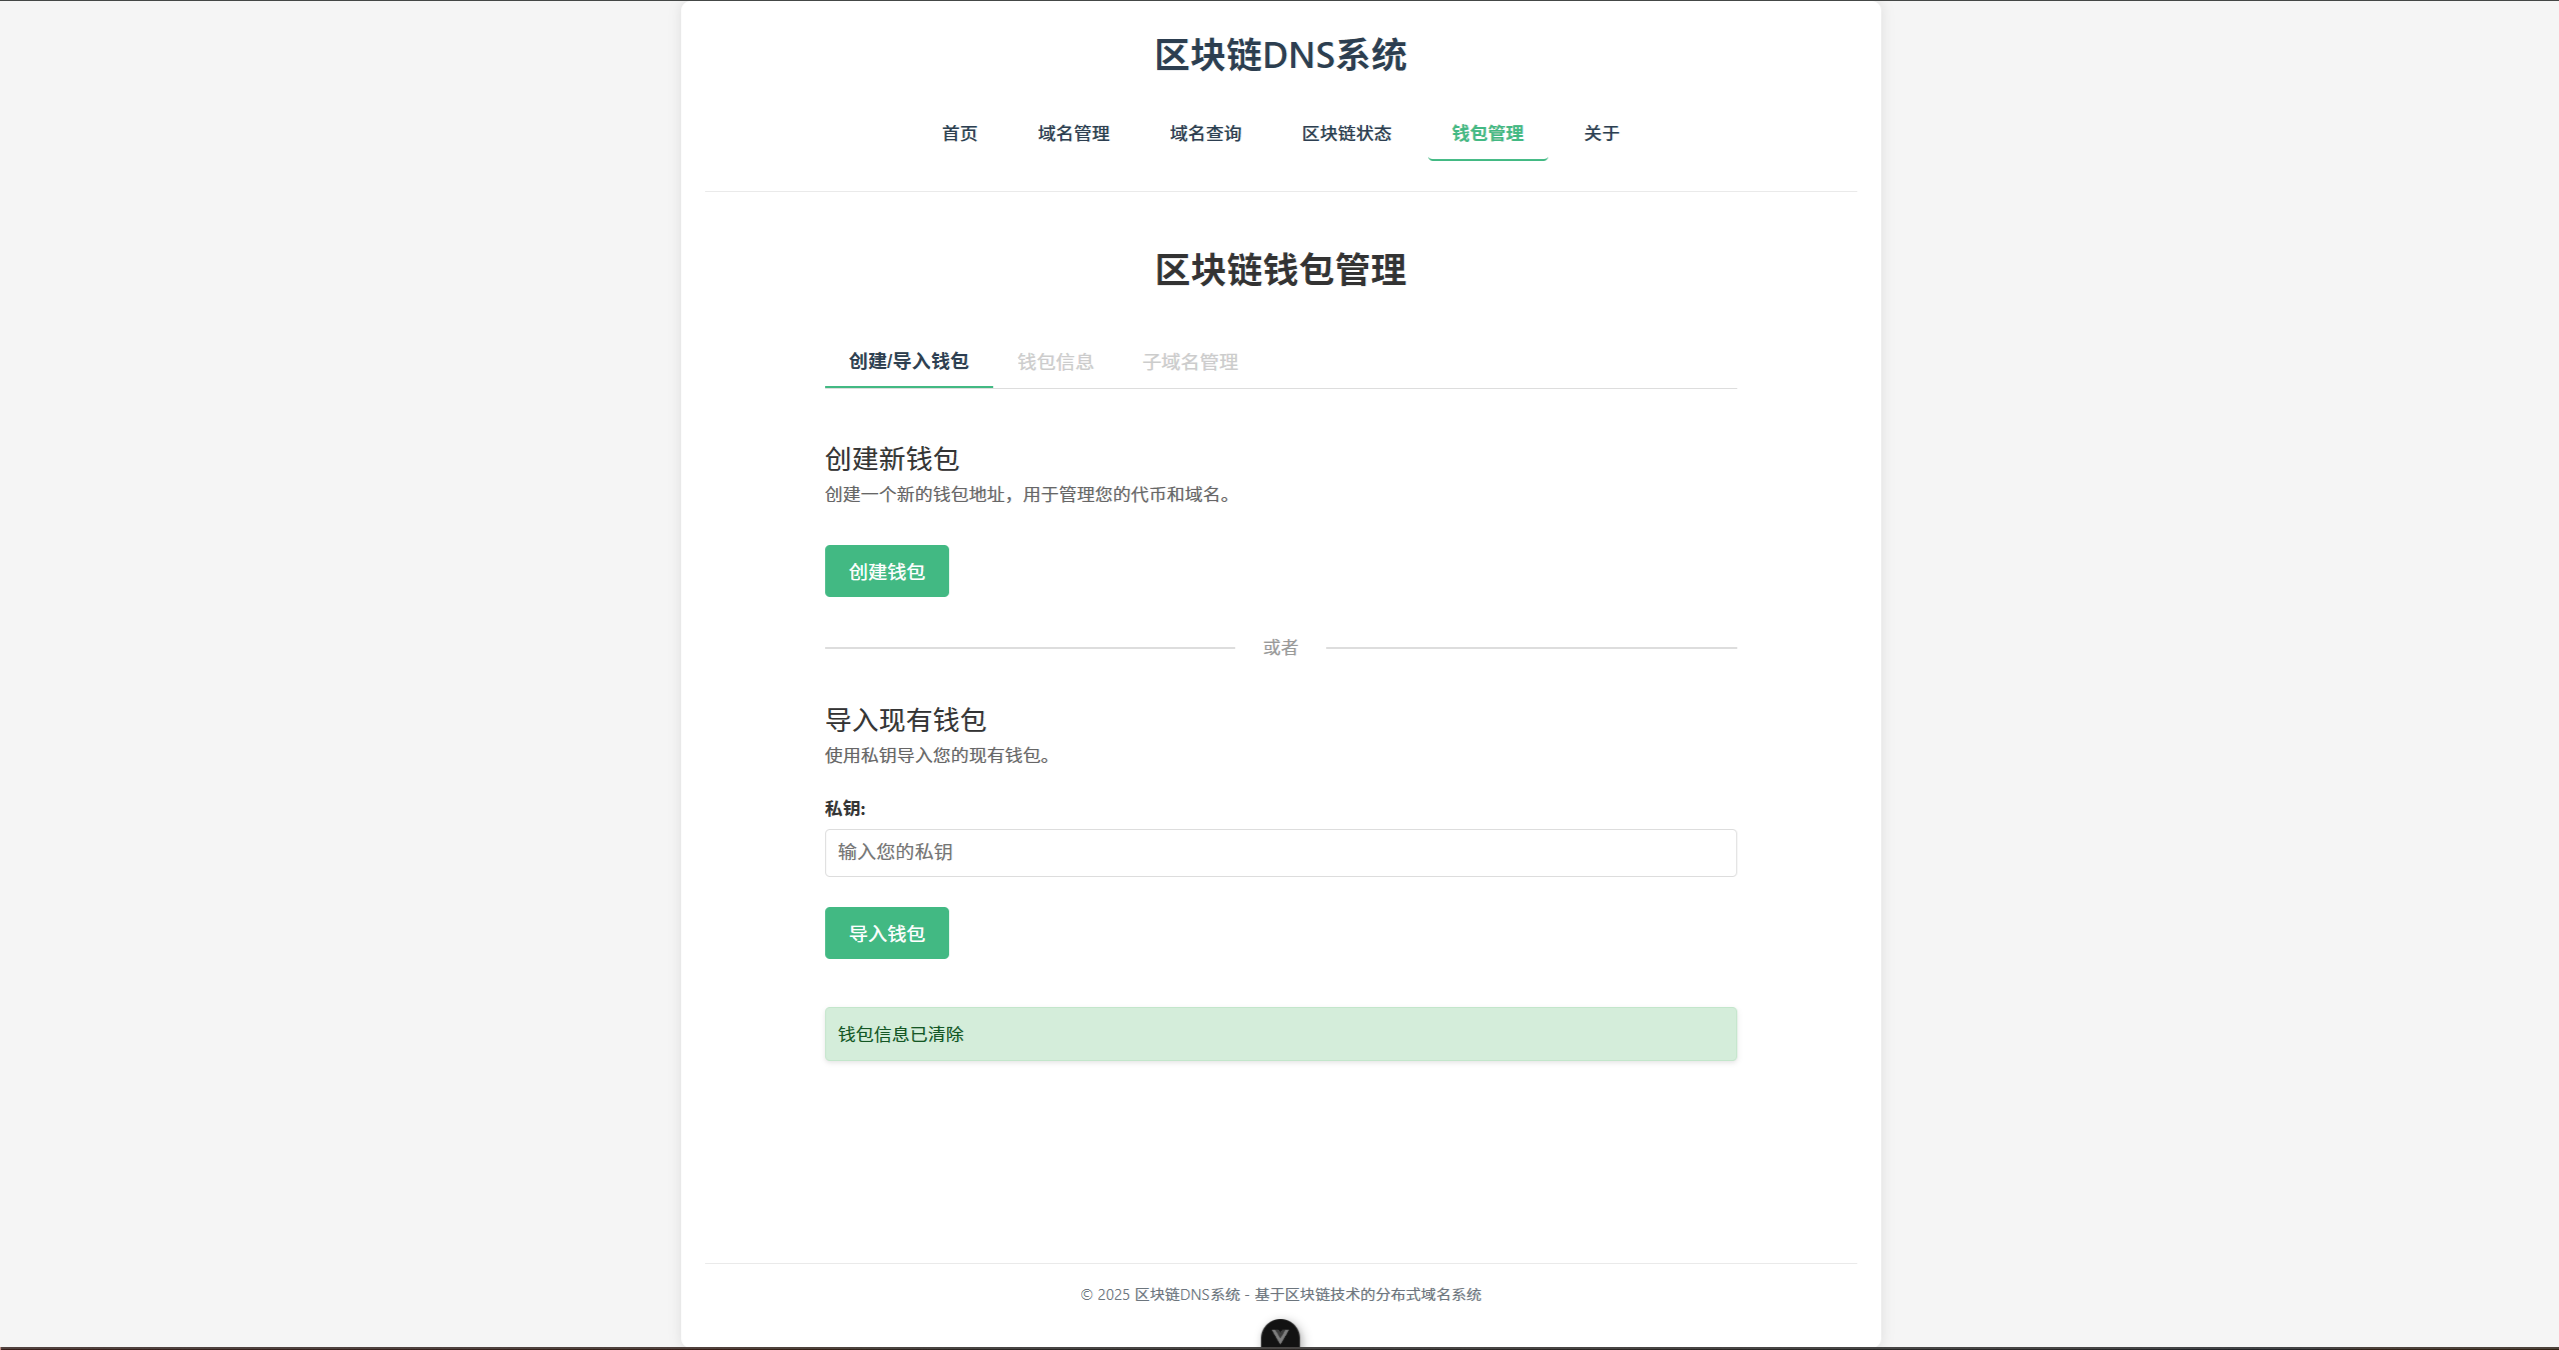 区块链DNS系统
首页 域名管理 域名查询 区块链状态 钱包管理 关于
区块链钱包管理
创建/导入钱包 钱包信息 子域名管理
创建新钱包
创建一个新的钱包地址，用于管理您的代币和域名。
创建钱包
或者
导入现有钱包
使用私钥导入您的现有钱包。
私钥:
输入您的私钥
导入钱包
钱包信息已清除
© 2025 区块链DNS系统 - 基于区块链技术的分布式域名系统